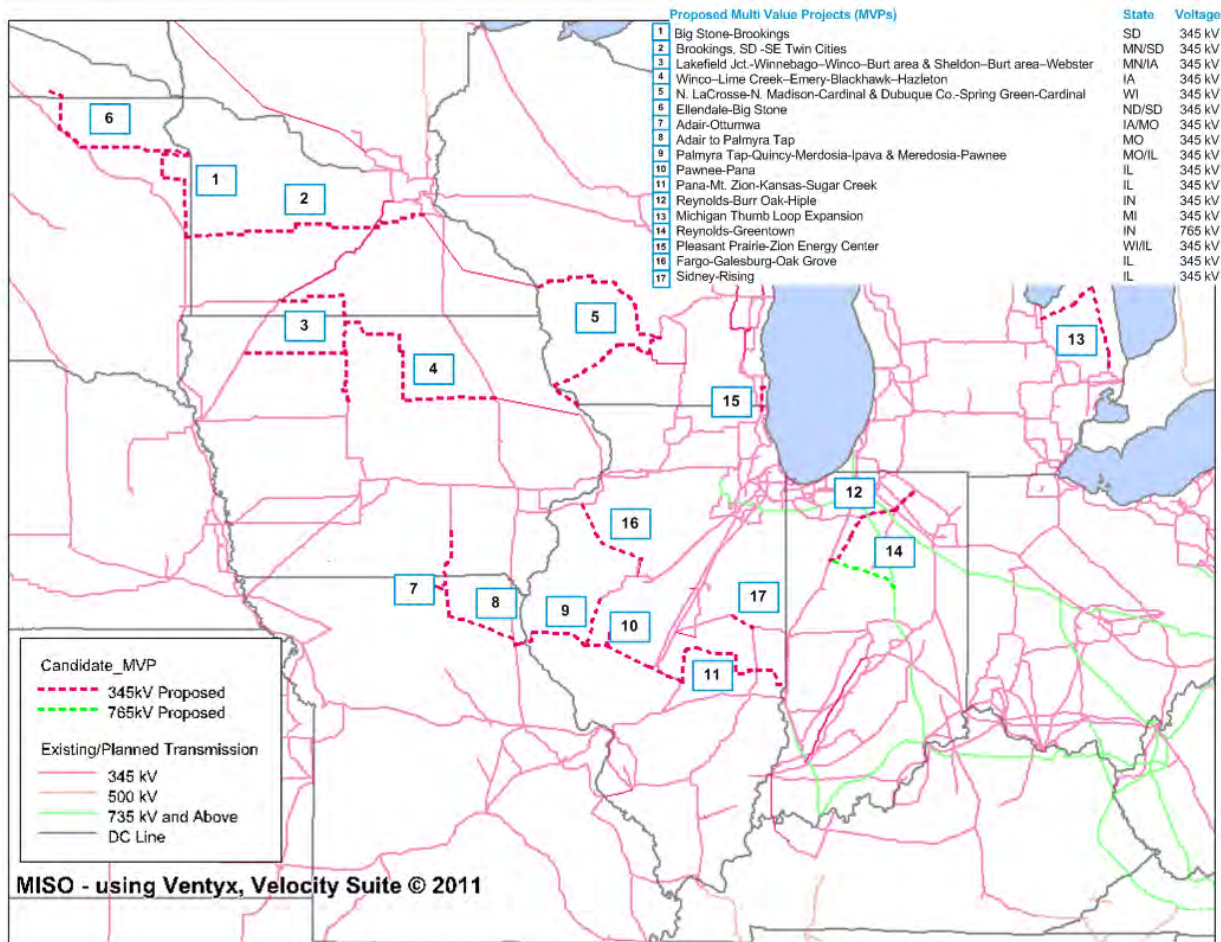 Proposed Multi Value Projects (MVPs) State Voltage
1 Big Stone-Brookings SD 345 kV
2 Brookings, SD -SE Twin Cities MN/SD 345 kV
3 Lakefield Jct.-Winnebago–Winco–Burt area & Sheldon–Burt area–Webster MN/IA 345 kV
4 Winco–Lime Creek–Emery-Blackhawk–Hazleton IA 345 kV
5 N. LaCrosse-N. Madison-Cardinal & Dubuque Co.-Spring Green-Cardinal WI 345 kV
6 Ellendale-Big Stone ND/SD 345 kV
7 Adair-Ottumwa IA/MO 345 kV
8 Adair to Palmyra Tap MO 345 kV
9 Palmyra Tap-Quincy-Merdosia-Ipava & Meredosia-Pawnee MO/IL 345 kV
10 Pawnee-Pana IL 345 kV
11 Pana-Mt. Zion-Kansas-Sugar Creek IL 345 kV
12 Reynolds-Burr Oak-Hiple IN 345 kV
13 Michigan Thumb Loop Expansion MI 345 kV
14 Reynolds-Greentown IN 765 kV
15 Pleasant Prairie-Zion Energy Center WI/IL 345 kV
16 Fargo-Galesburg-Oak Grove IL 345 kV
17 Sidney-Rising IL 345 kV
6
1
2
3
5
13
4
15
12
16
14
7
8
9
17
10
11
Candidate_MVP
345kV Proposed
765kV Proposed
Existing/Planned Transmission
345 kV
500 kV
735 kV and Above
DC Line
MISO - using Ventyx, Velocity Suite © 2011